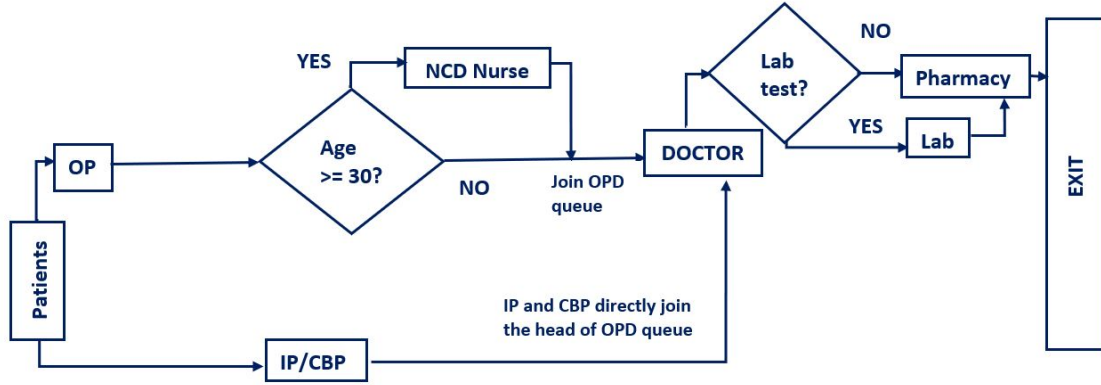 Patients
OP
Age
>= 30?
YES
NCD Nurse
NO
Join OPD
queue
DOCTOR
Lab
test?
NO
Pharmacy
YES
Lab
EXIT
IP/CBP
IP and CBP directly join
the head of OPD queue